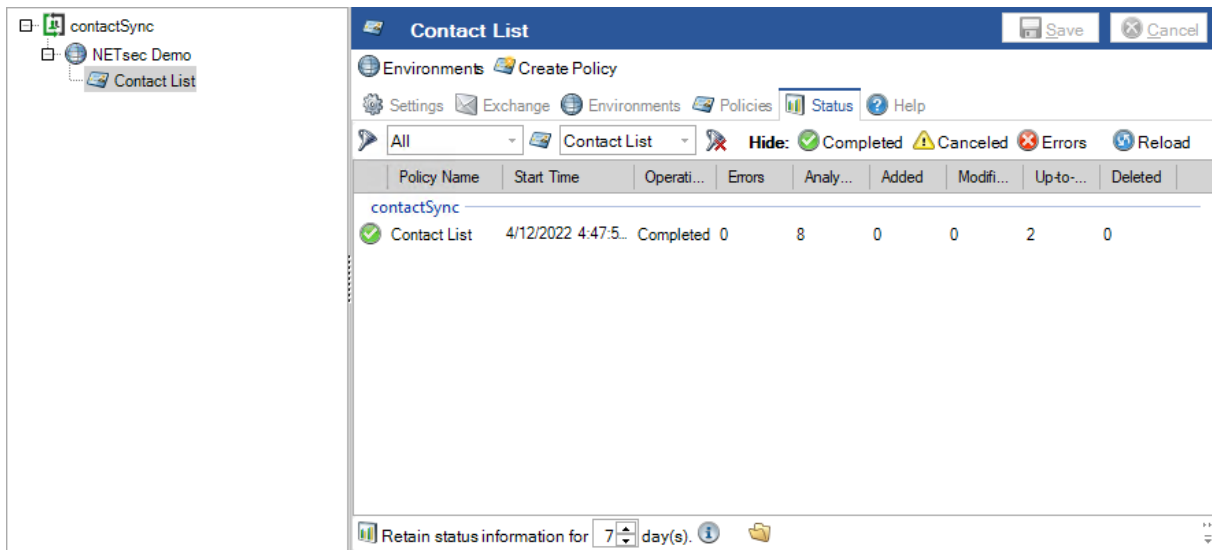 contactSync
NETsec Demo
Contact List
Contact List
Save
Cancel
Environments Create Policy
Settings Exchange Environments Policies Status Help
All Contact List Hide: Completed Canceled Errors Reload
Policy Name Start Time Operati... Errors Analy... Added Modifi... Up-to-... Deleted
contactSync
Contact List 4/12/2022 4:47:5... Completed 0 8 0 0 2 0
Retain status information for 7 day(s).